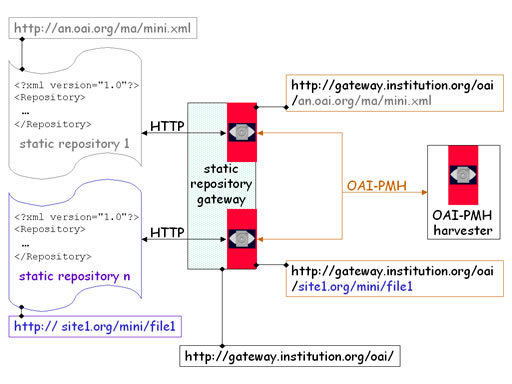 http://an.oai.org/ma/mini.xml
<?xml version="1.0"?>
<Repository>
...
</Repository>
static repository 1
HTTP
static
repository
gateway
http://gateway.institution.org/oai
/an.oai.org/ma/mini.xml
OAI-PMH
OAI-PMH
harvester
<?xml version="1.0"?>
<Repository>
...
</Repository>
static repository n
HTTP
http://gateway.institution.org/oai
/site1.org/mini/file1
http:// site1.org/mini/file1
http://gateway.institution.org/oai/